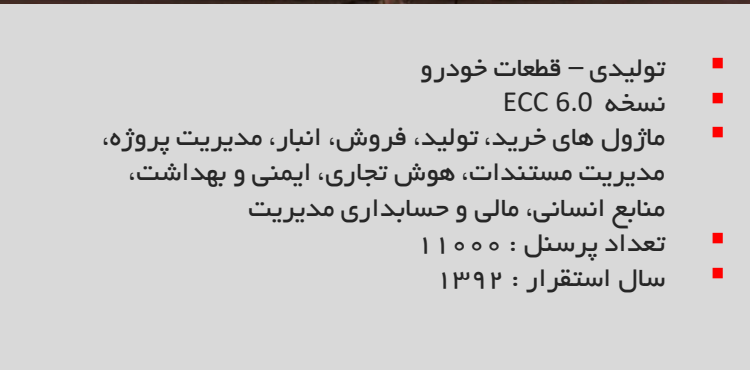 تولیدی – قطعات خودرو
نسخه ECC 6.0
ماژول های خرید، تولید، فروش، انبار، مدیریت پروژه،
مدیریت مستندات، هوش تجاری، ایمنی و بهداشت،
منابع انسانی، مالی و حسابداری مدیریت
تعداد پرسنل : ۱۱۰۰۰
سال استقرار : ۱۳۹۲